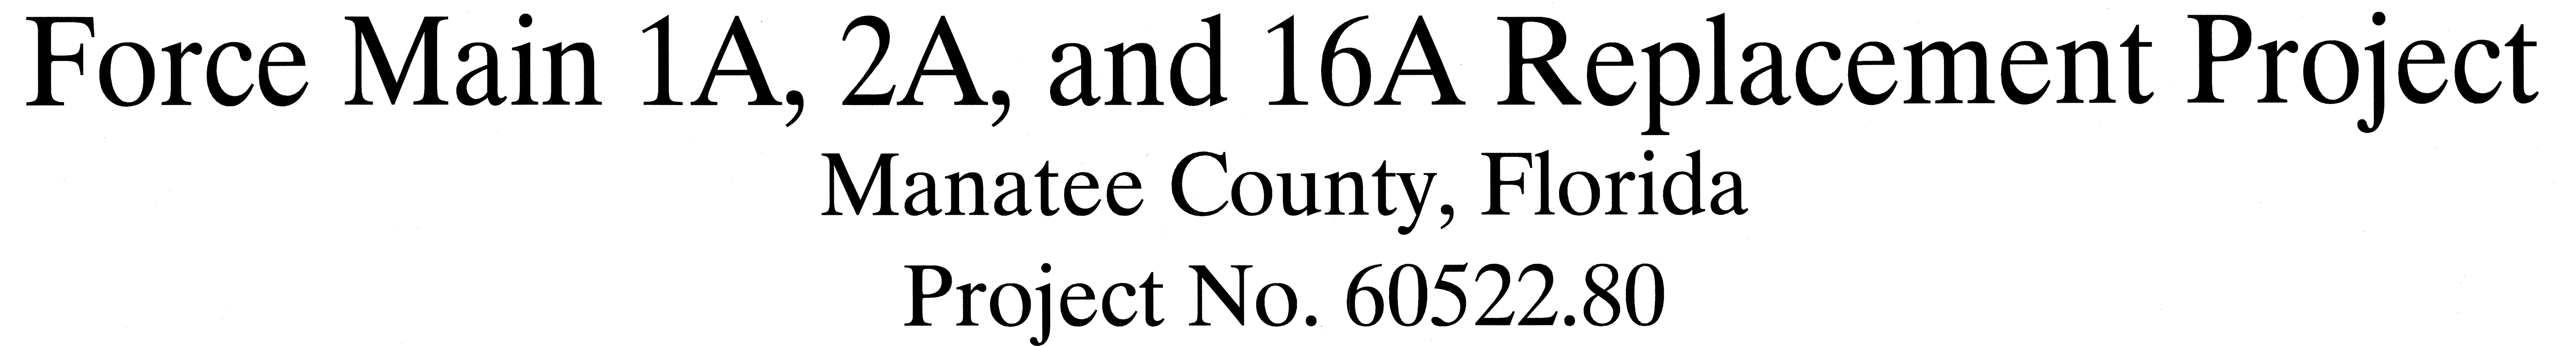 Force Main 1A, 2A, and 16A Replacement Project
Manatee County, Florida
Project No. 60522.80